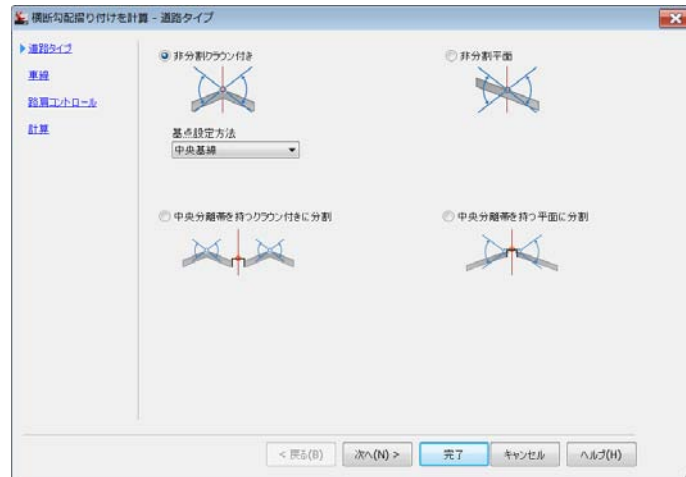 横断勾配摺り付けを計算 - 道路タイプ
道路タイプ
車線
路肩コントロール
計算
非分割クラウン付き
非分割平面
基点設定方法
中央基線
中央分離帯を持つクラウン付きに分割
中央分離帯を持つ平面に分割
< 戻る(B)
次へ(N) >
完了
キャンセル
ヘルプ(H)